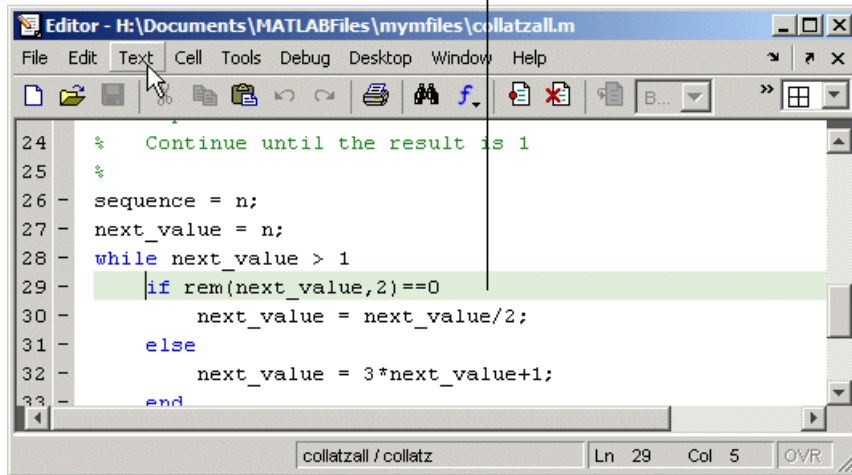 Editor - H:\Documents\MATLABFiles\mymfiles\collatzall.m
File Edit Text Cell Tools Debug Desktop Window Help
B...
24 %   Continue until the result is 1
25 %
26 - sequence = n;
27 - next_value = n;
28 - while next_value > 1
29 -     if rem(next_value,2)==0
30 -         next_value = next_value/2;
31 -     else
32 -         next_value = 3*next_value+1;
33 -     end
collatzall / collatz Ln 29 Col 5 OVR